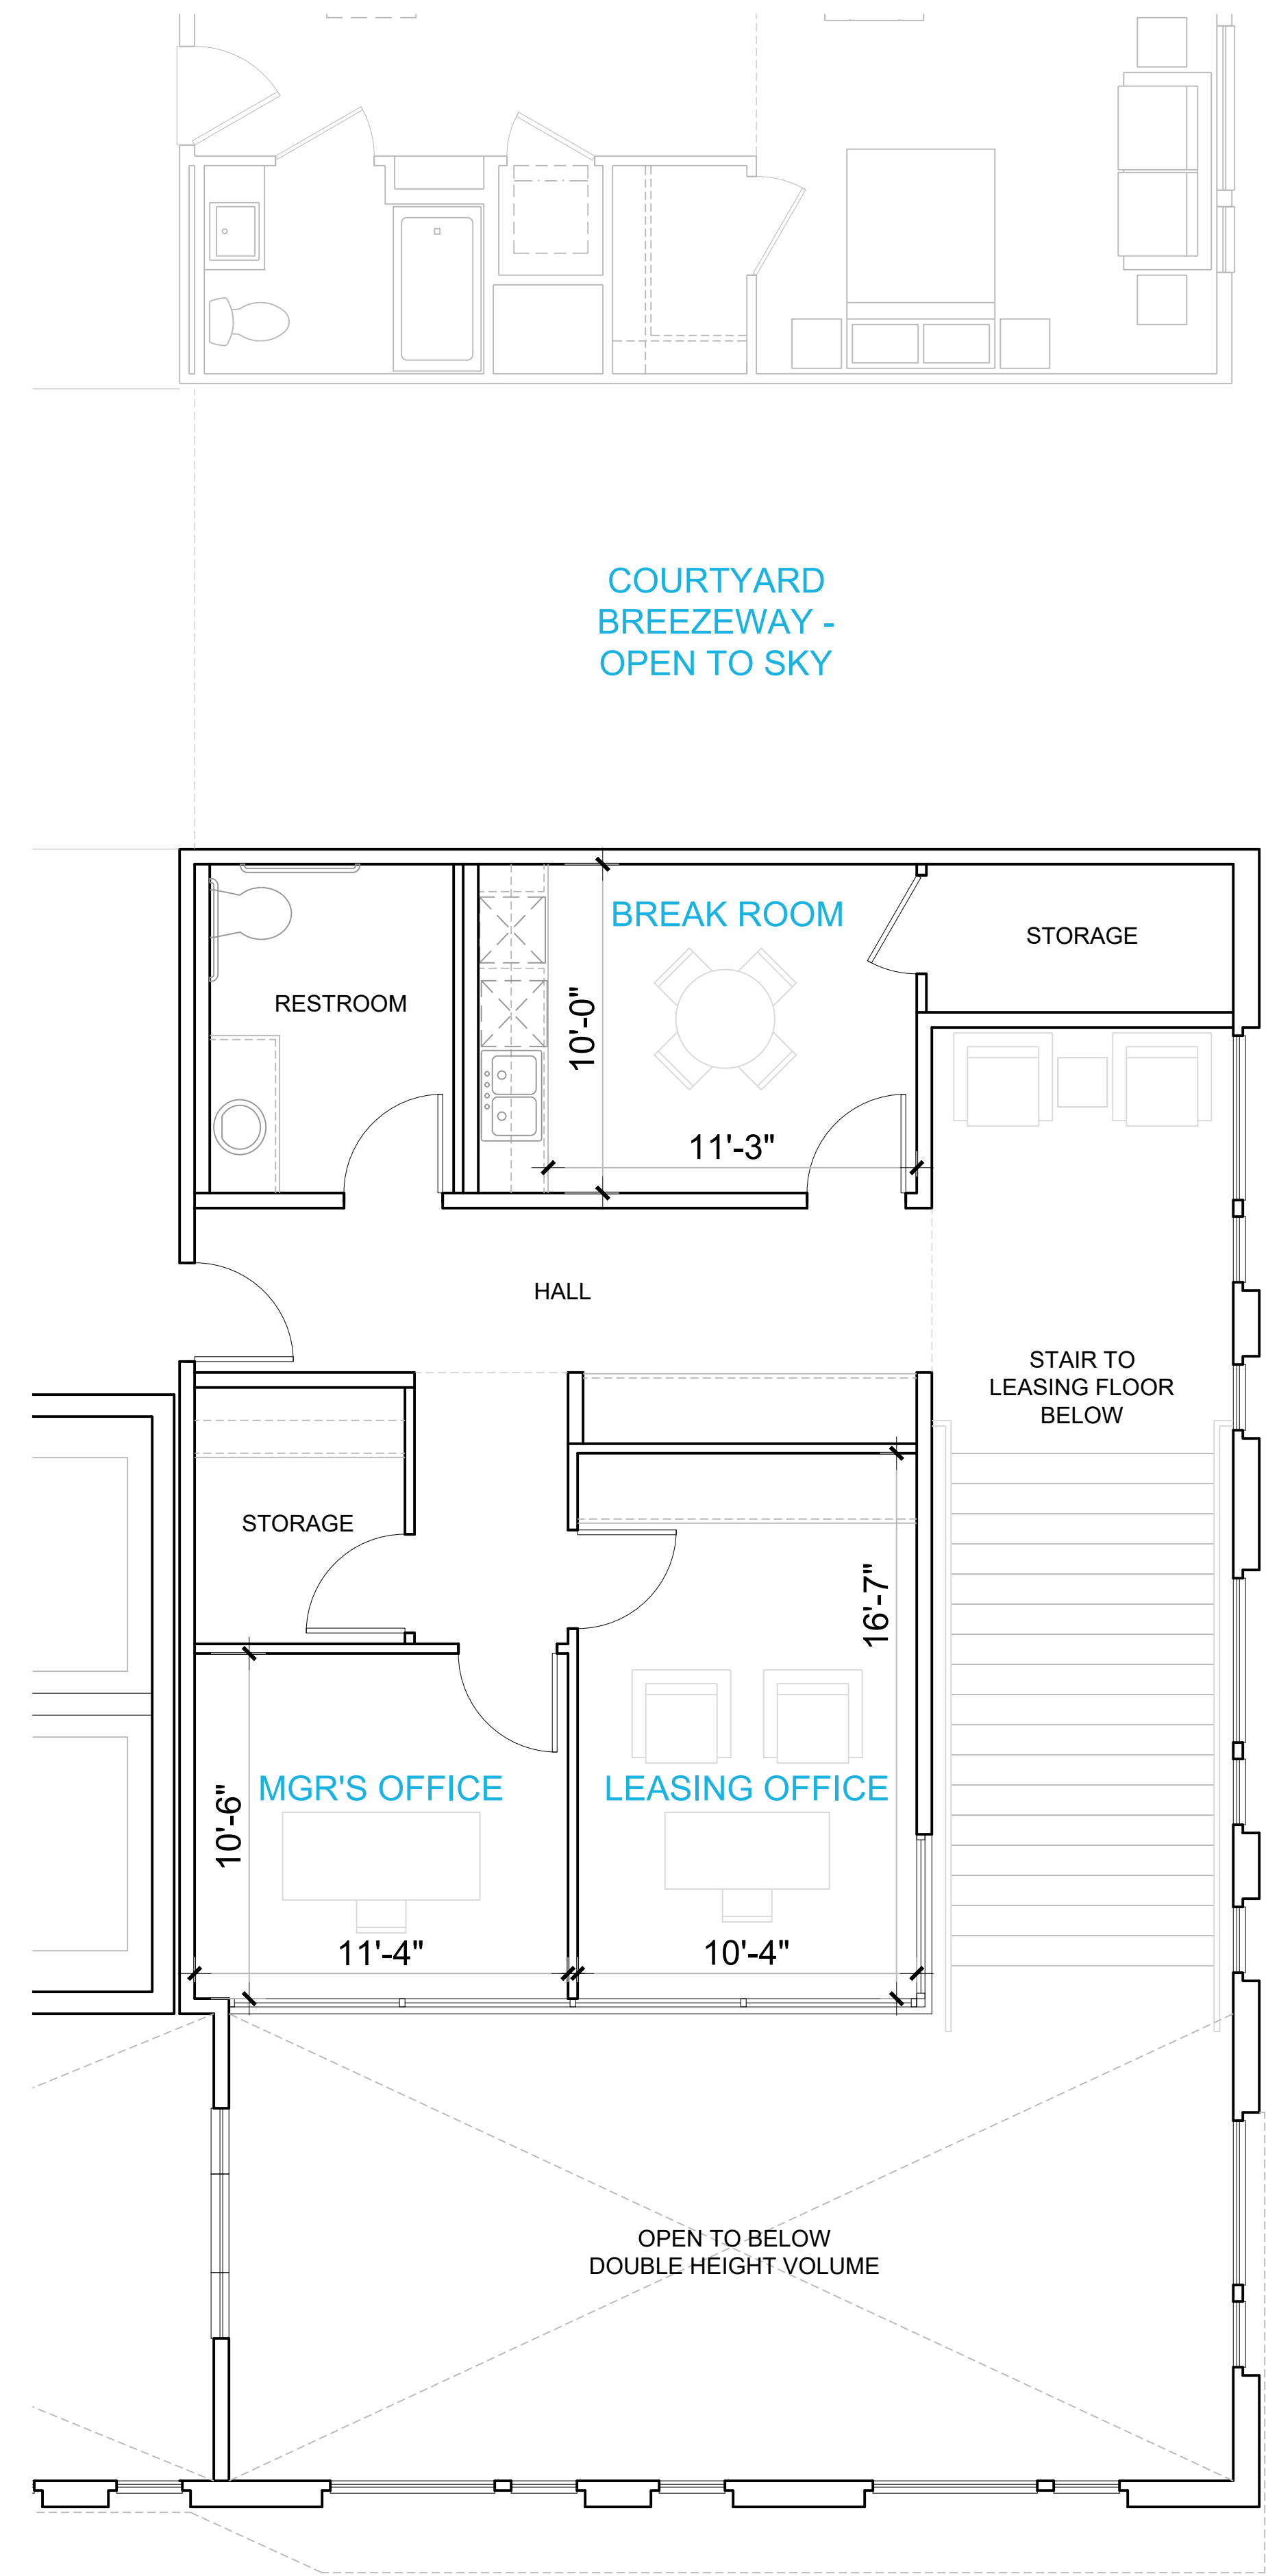 COURTYARD
BREEZEWAY -
OPEN TO SKY
BREAK ROOM
STORAGE
RESTROOM
10'-0"
11'-3"
HALL
STAIR TO
LEASING FLOOR
BELOW
STORAGE
16'-7"
MGR'S OFFICE
LEASING OFFICE
10'-6"
11'-4"
10'-4"
OPEN TO BELOW
DOUBLE HEIGHT VOLUME